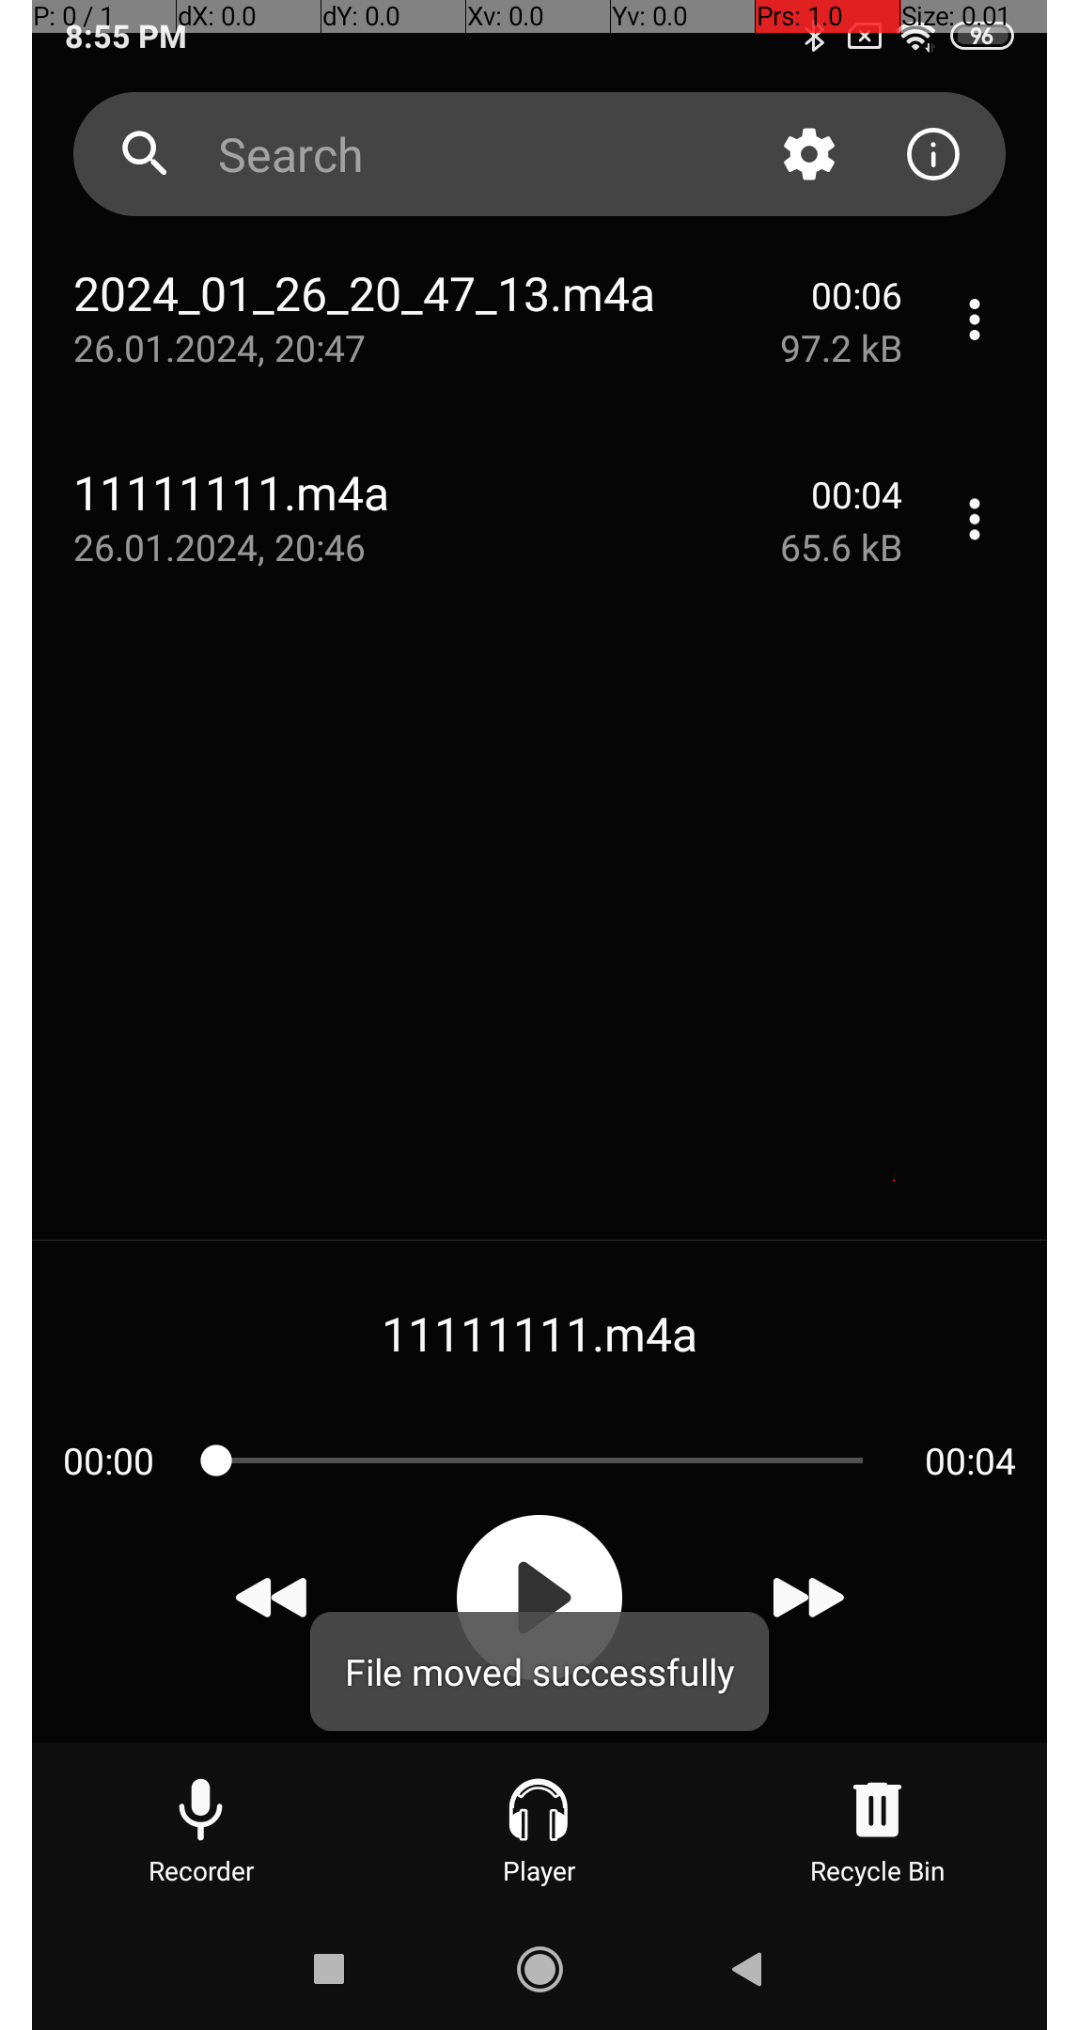 P: 0 / 1 dX: 0.0 dY: 0.0 Xv: 0.0 Yv: 0.0 Prs: 1.0 Size: 0.01
8:55 PM 96
Search
2024_01_26_20_47_13.m4a 00:06
26.01.2024, 20:47 97.2 kB
11111111.m4a 00:04
26.01.2024, 20:46 65.6 kB
11111111.m4a
00:00 00:04
File moved successfully
Recorder Player Recycle Bin